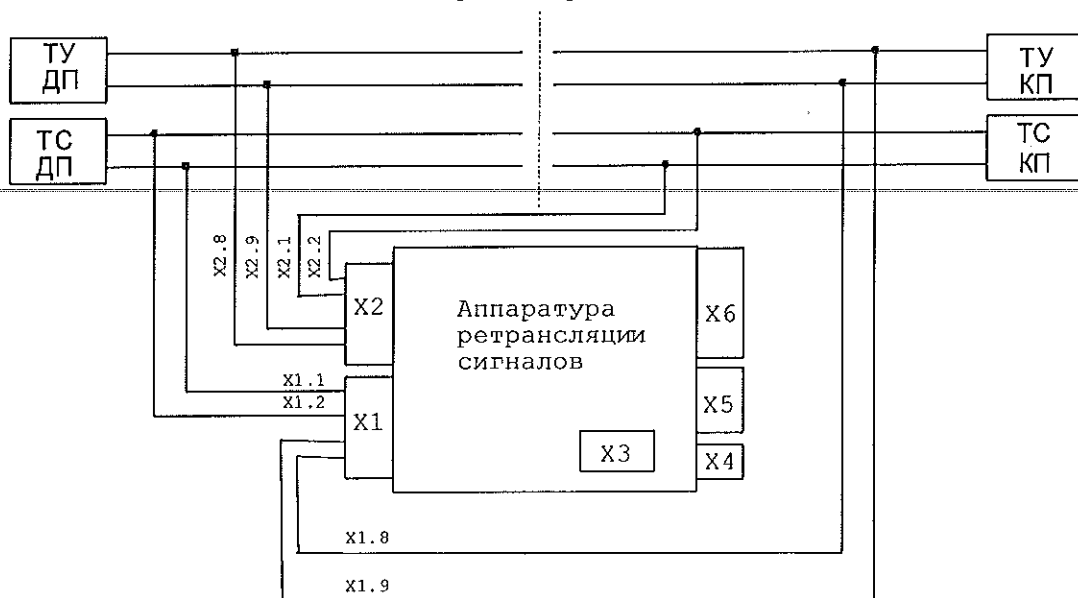 ТУ
ДП
ТУ
КП
ТС
ДП
ТС
КП
X2.8
X2.9
X2.1
X2.2
X2
Аппаратура
ретрансляции
сигналов
X6
X1.1
X1.2
X1
X5
X3
X4
X1.8
X1.9